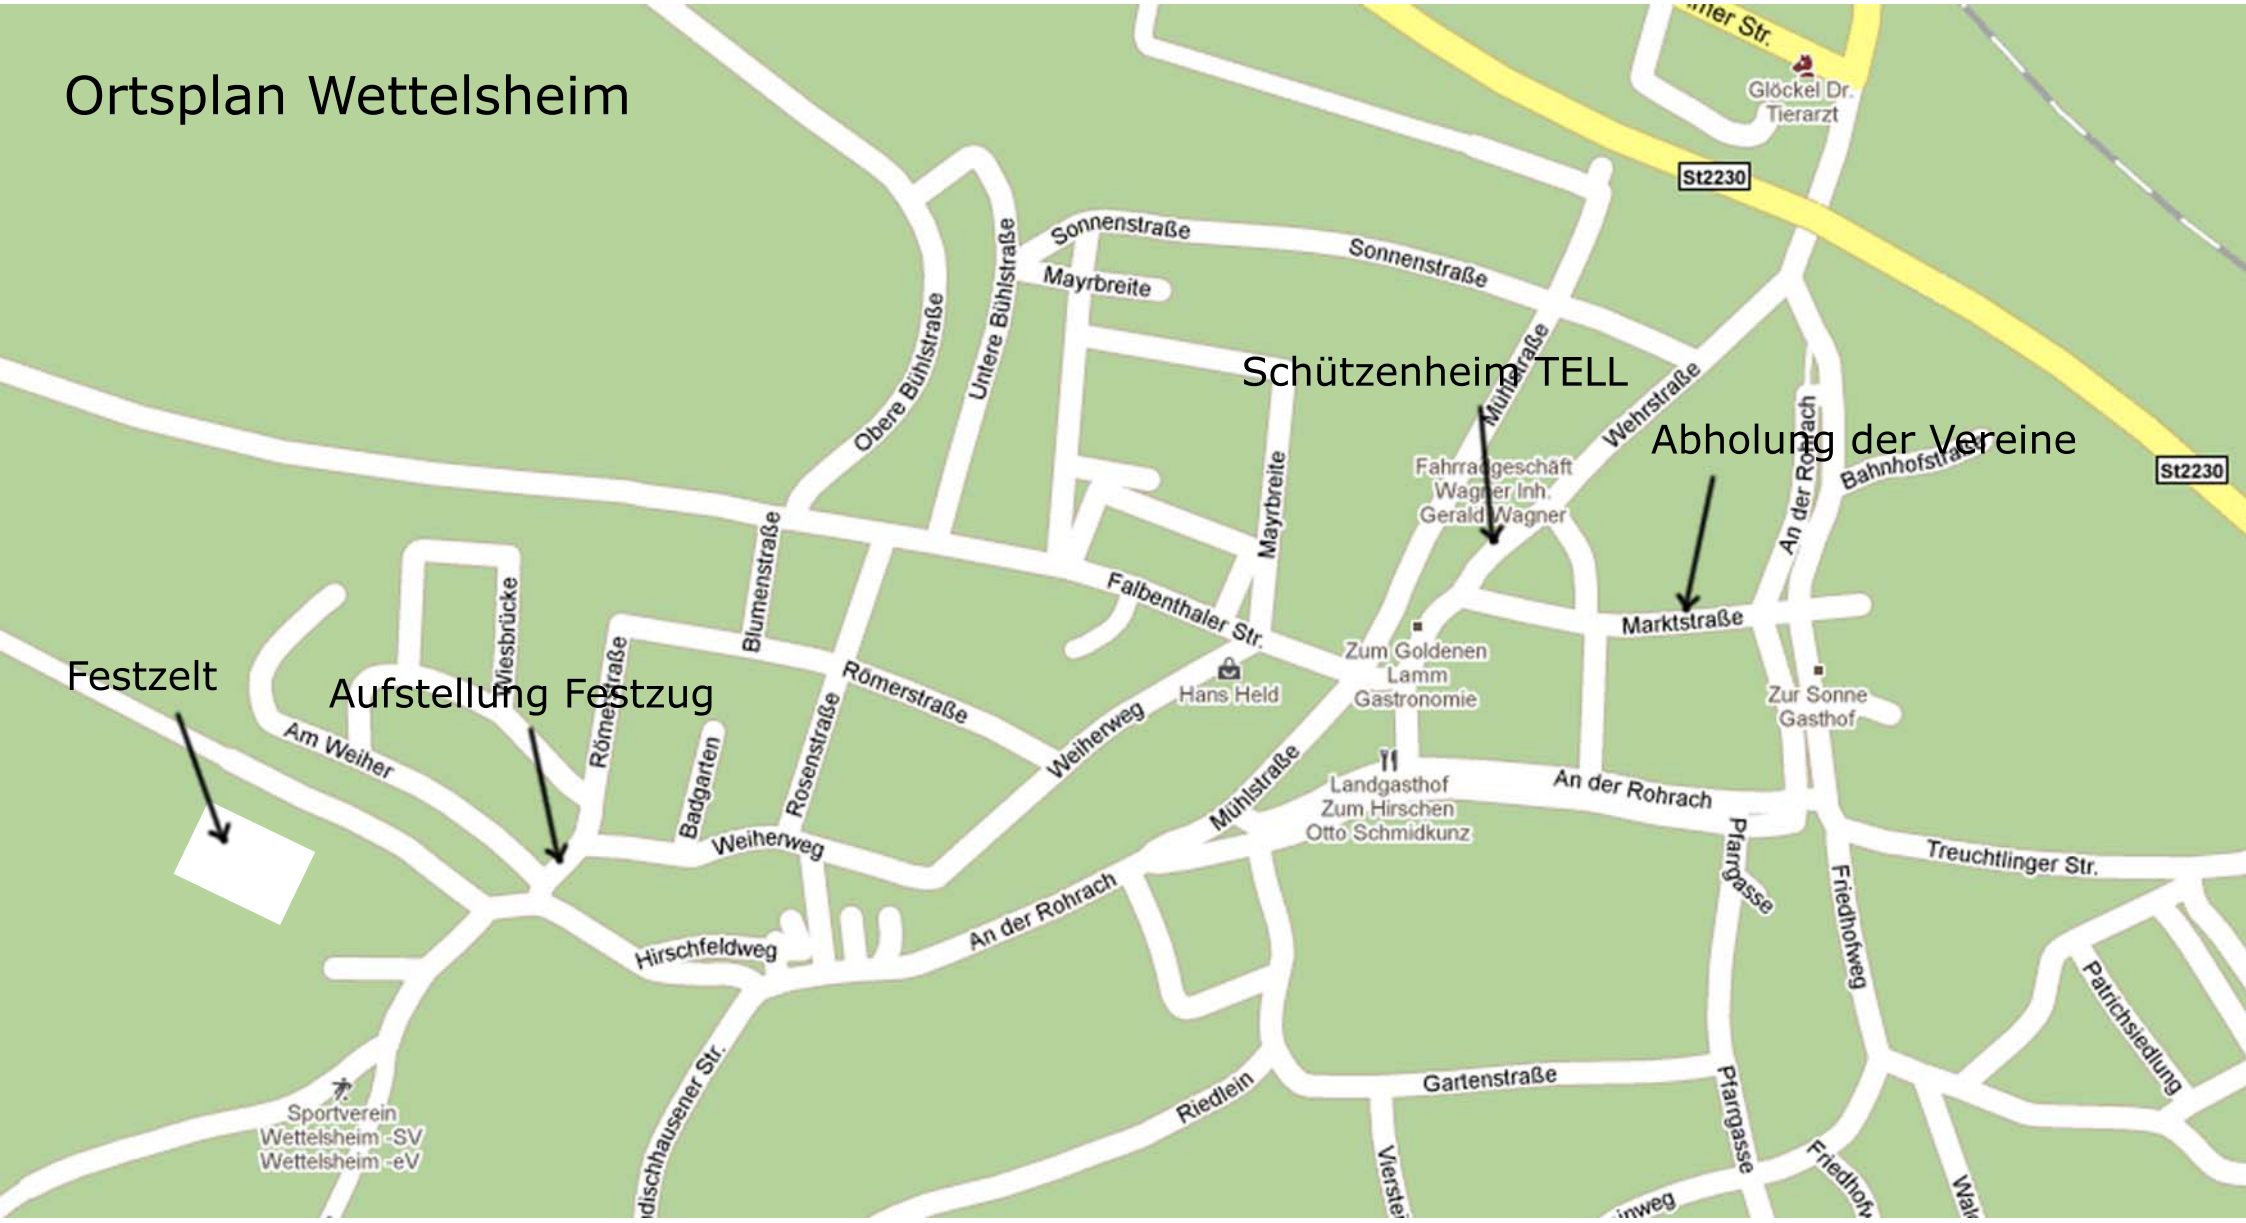 Ortsplan Wettelsheim
Str.
Glöckel Dr.
Tierarzt
St2230
Sonnenstraße
Sonnenstraße
Mayrbreite
Untere Bühlstraße
Obere Bühlstraße
Schützenheim TELL
Mühlstraße
Wehrstraße
Abholung der Vereine
An der Rohrach
Bahnhofstraße
St2230
Fahrradgeschäft
Wagner Inh.
Gerald Wagner
Mayrbreite
Blumenstraße
Falbenthaler Str.
Wiesbrücke
Marktstraße
Festzelt
Aufstellung Festzug
Römerstraße
Römerstraße
Hans Held
Zum Goldenen
Lamm
Gastronomie
Zur Sonne
Gasthof
Am Weiher
Badgarten
Rosenstraße
Weiherweg
Weiherweg
Mühlstraße
Landgasthof
Zum Hirschen
Otto Schmidkunz
An der Rohrach
Pfarrgasse
Treuchtlinger Str.
Friedhofweg
Hirschfeldweg
An der Rohrach
Patrichsiedlung
Sportverein
Wettelsheim -SV
Wettelsheim -eV
dischhausener Str.
Riedlein
Gartenstraße
Pfarrgasse